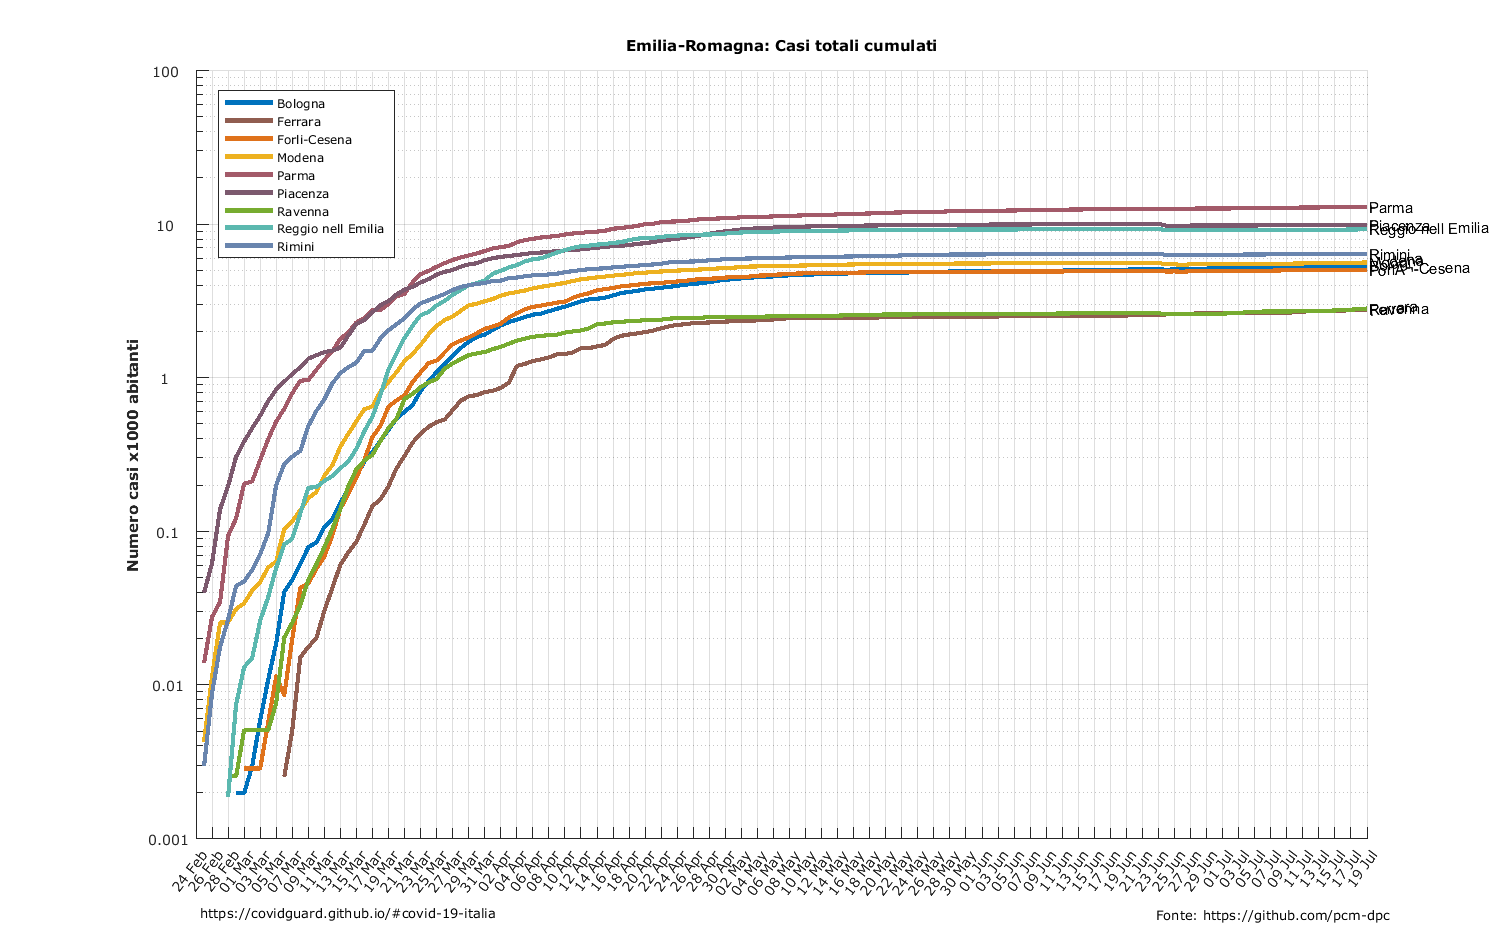 Emilia-Romagna: Casi totali cumulati
Numero casi x1000 abitanti
100
10
1
0.1
0.01
0.001
Bologna
Ferrara
Forli-Cesena
Modena
Parma
Piacenza
Ravenna
Reggio nell Emilia
Rimini
Parma
Piacenza
Reggio nell Emilia
Rimini
Modena
Bologna
Ferrara
Ravenna
24 Feb
26 Feb
28 Feb
01 Mar
03 Mar
05 Mar
07 Mar
09 Mar
11 Mar
13 Mar
15 Mar
17 Mar
19 Mar
21 Mar
23 Mar
25 Mar
27 Mar
29 Mar
31 Mar
02 Apr
04 Apr
06 Apr
08 Apr
10 Apr
12 Apr
14 Apr
16 Apr
18 Apr
20 Apr
22 Apr
24 Apr
26 Apr
28 Apr
30 Apr
02 May
04 May
06 May
08 May
10 May
12 May
14 May
16 May
18 May
20 May
22 May
24 May
26 May
28 May
30 May
01 Jun
03 Jun
05 Jun
07 Jun
09 Jun
11 Jun
13 Jun
15 Jun
17 Jun
19 Jun
21 Jun
23 Jun
25 Jun
27 Jun
29 Jun
01 Jul
03 Jul
05 Jul
07 Jul
09 Jul
11 Jul
13 Jul
15 Jul
17 Jul
19 Jul
https://covidguard.github.io/#covid-19-italia
Fonte: https://github.com/pcm-dpc